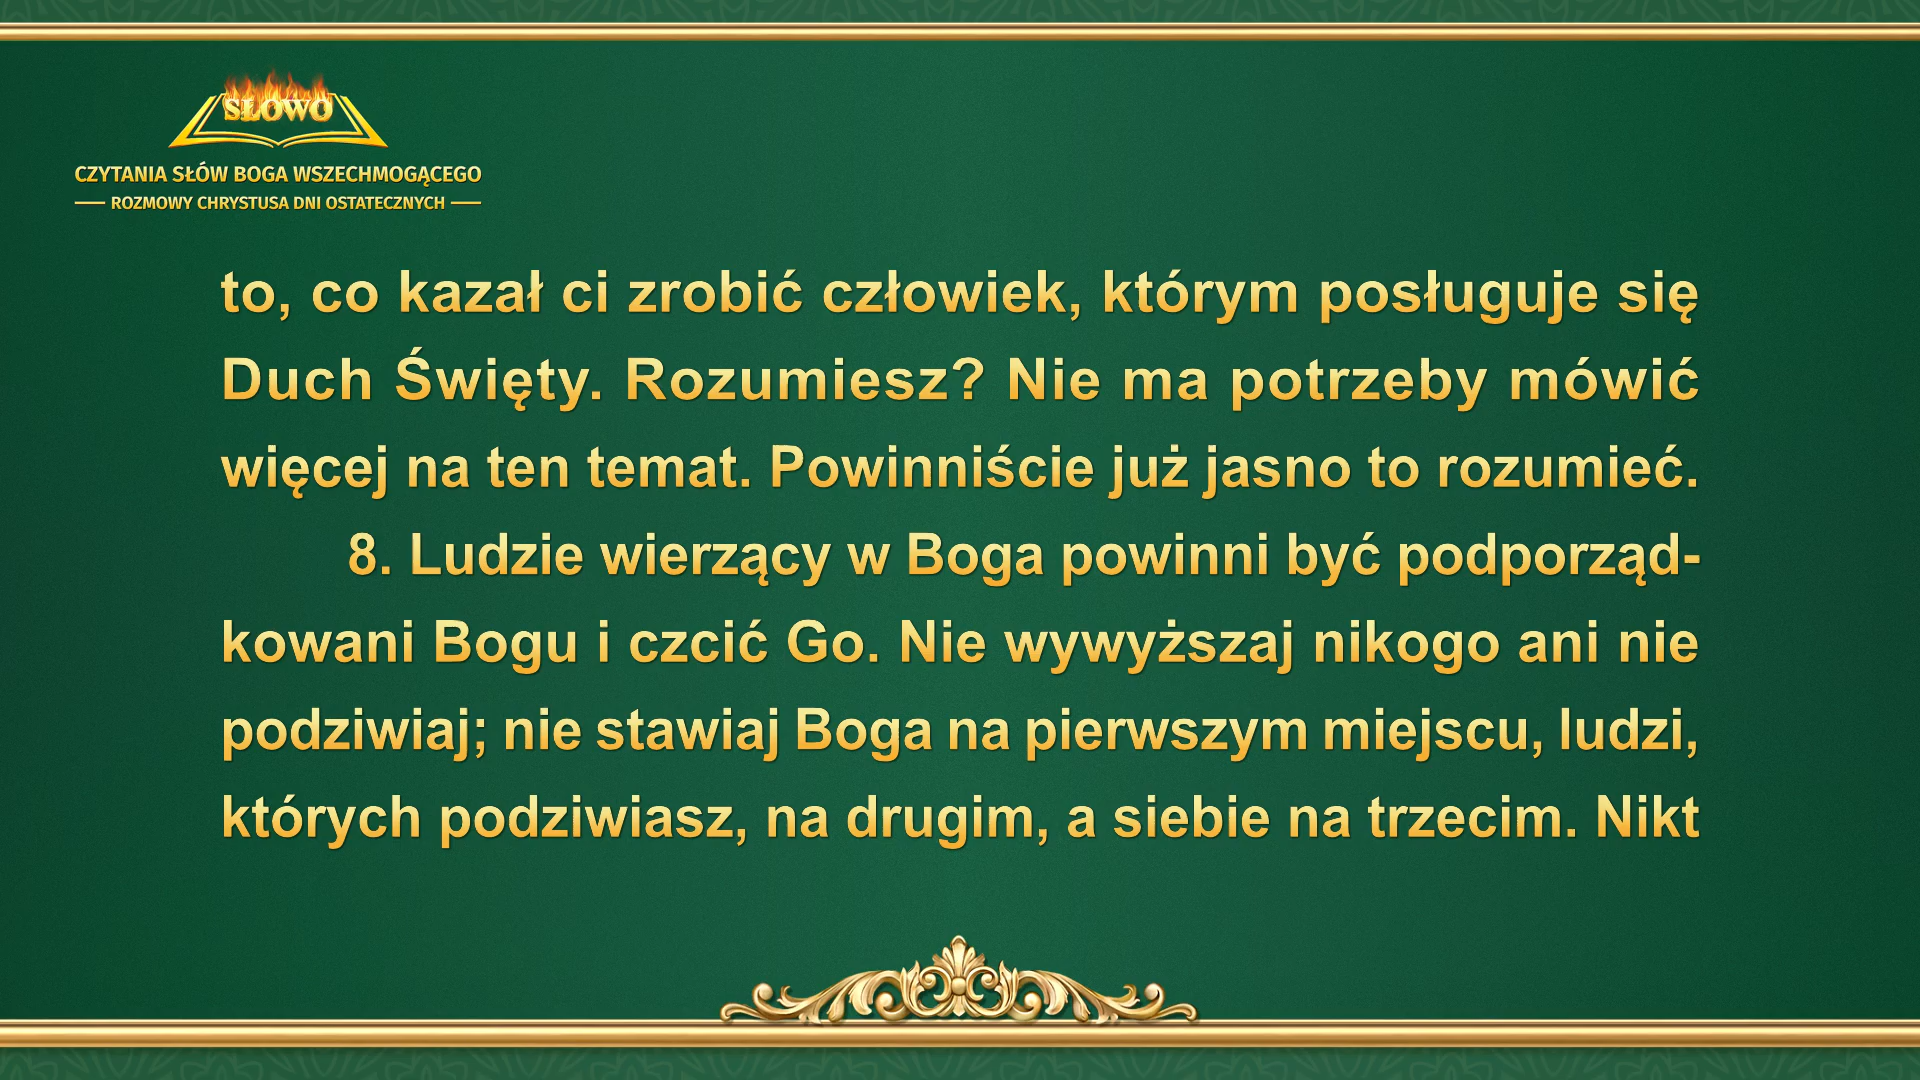 SŁOWO
CZYTANIA SŁÓW BOGA WSZECHMOGĄCEGO
ROZMOWY CHRYSTUSA DNI OSTATECZNYCH
to, co kazał ci zrobić człowiek, którym posługuje się
Duch Święty. Rozumiesz? Nie ma potrzeby mówić
więcej na ten temat. Powinniście już jasno to rozumieć.
8. Ludzie wierzący w Boga powinni być podporząd-
kowani Bogu i czcić Go. Nie wywyższaj nikogo ani nie
podziwiaj; nie stawiaj Boga na pierwszym miejscu, ludzi,
których podziwiasz, na drugim, a siebie na trzecim. Nikt